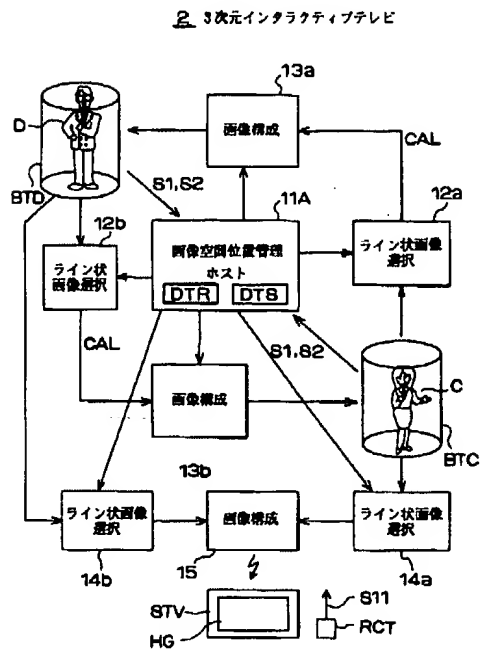 2 3次元インタラクティブテレビ
13a
D
画像構成
CAL
BTD
S1,S2
11A
12a
12b
画像空間位置管理
ホスト
ライン状画像
選択
ライン状
画像選択
DTR DTS
CAL
S1,S2
画像構成
C
BTC
13b
ライン状画像
選択
画像構成
ライン状画像
選択
14b
15
14a
STV
S11
HG
RCT